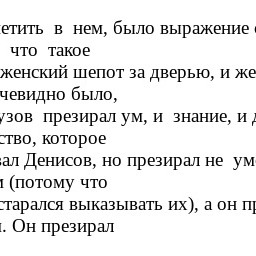 етить в нем, было выражение
что такое
женский шепот за дверью, и же
чевидно было,
узов презирал ум, и знание, и
ство, которое
ал Денисов, но презирал не ум
(потому что
старался выказывать их), а он пр
. Он презирал